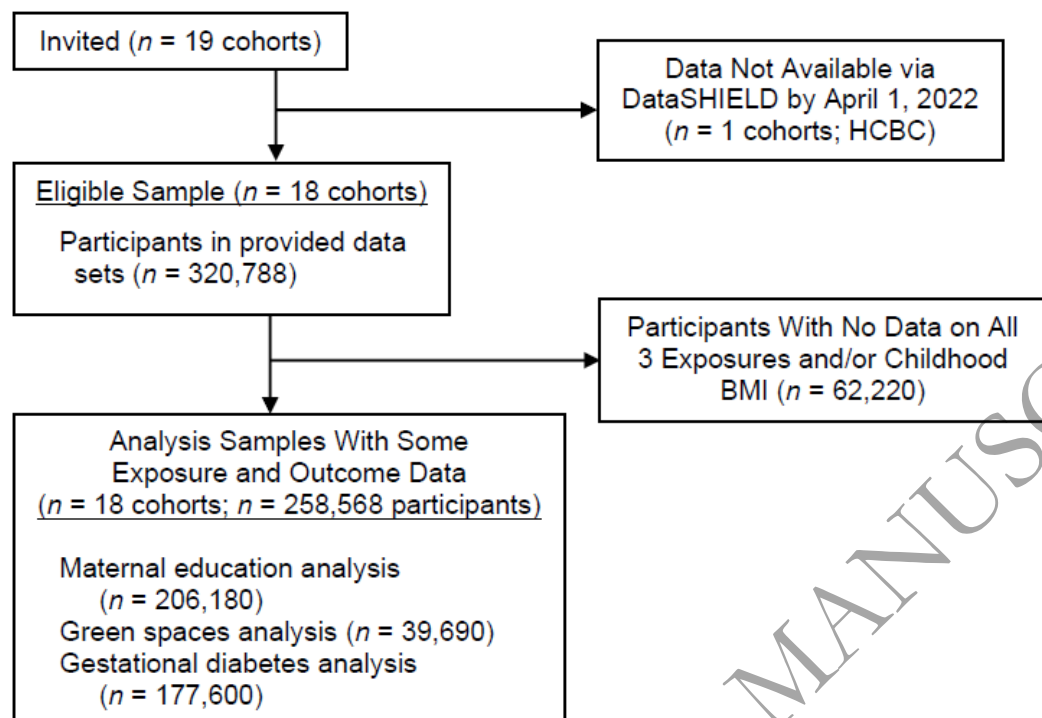 Invited (n = 19 cohorts)
Data Not Available via
DataSHIELD by April 1, 2022
(n = 1 cohorts; HCBC)
Eligible Sample (n = 18 cohorts)
Participants in provided data
sets (n = 320,788)
Participants With No Data on All
3 Exposures and/or Childhood
BMI (n = 62,220)
Analysis Samples With Some
Exposure and Outcome Data
(n = 18 cohorts; n = 258,568 participants)
Maternal education analysis
(n = 206,180)
Green spaces analysis (n = 39,690)
Gestational diabetes analysis
(n = 177,600)
MANUSC